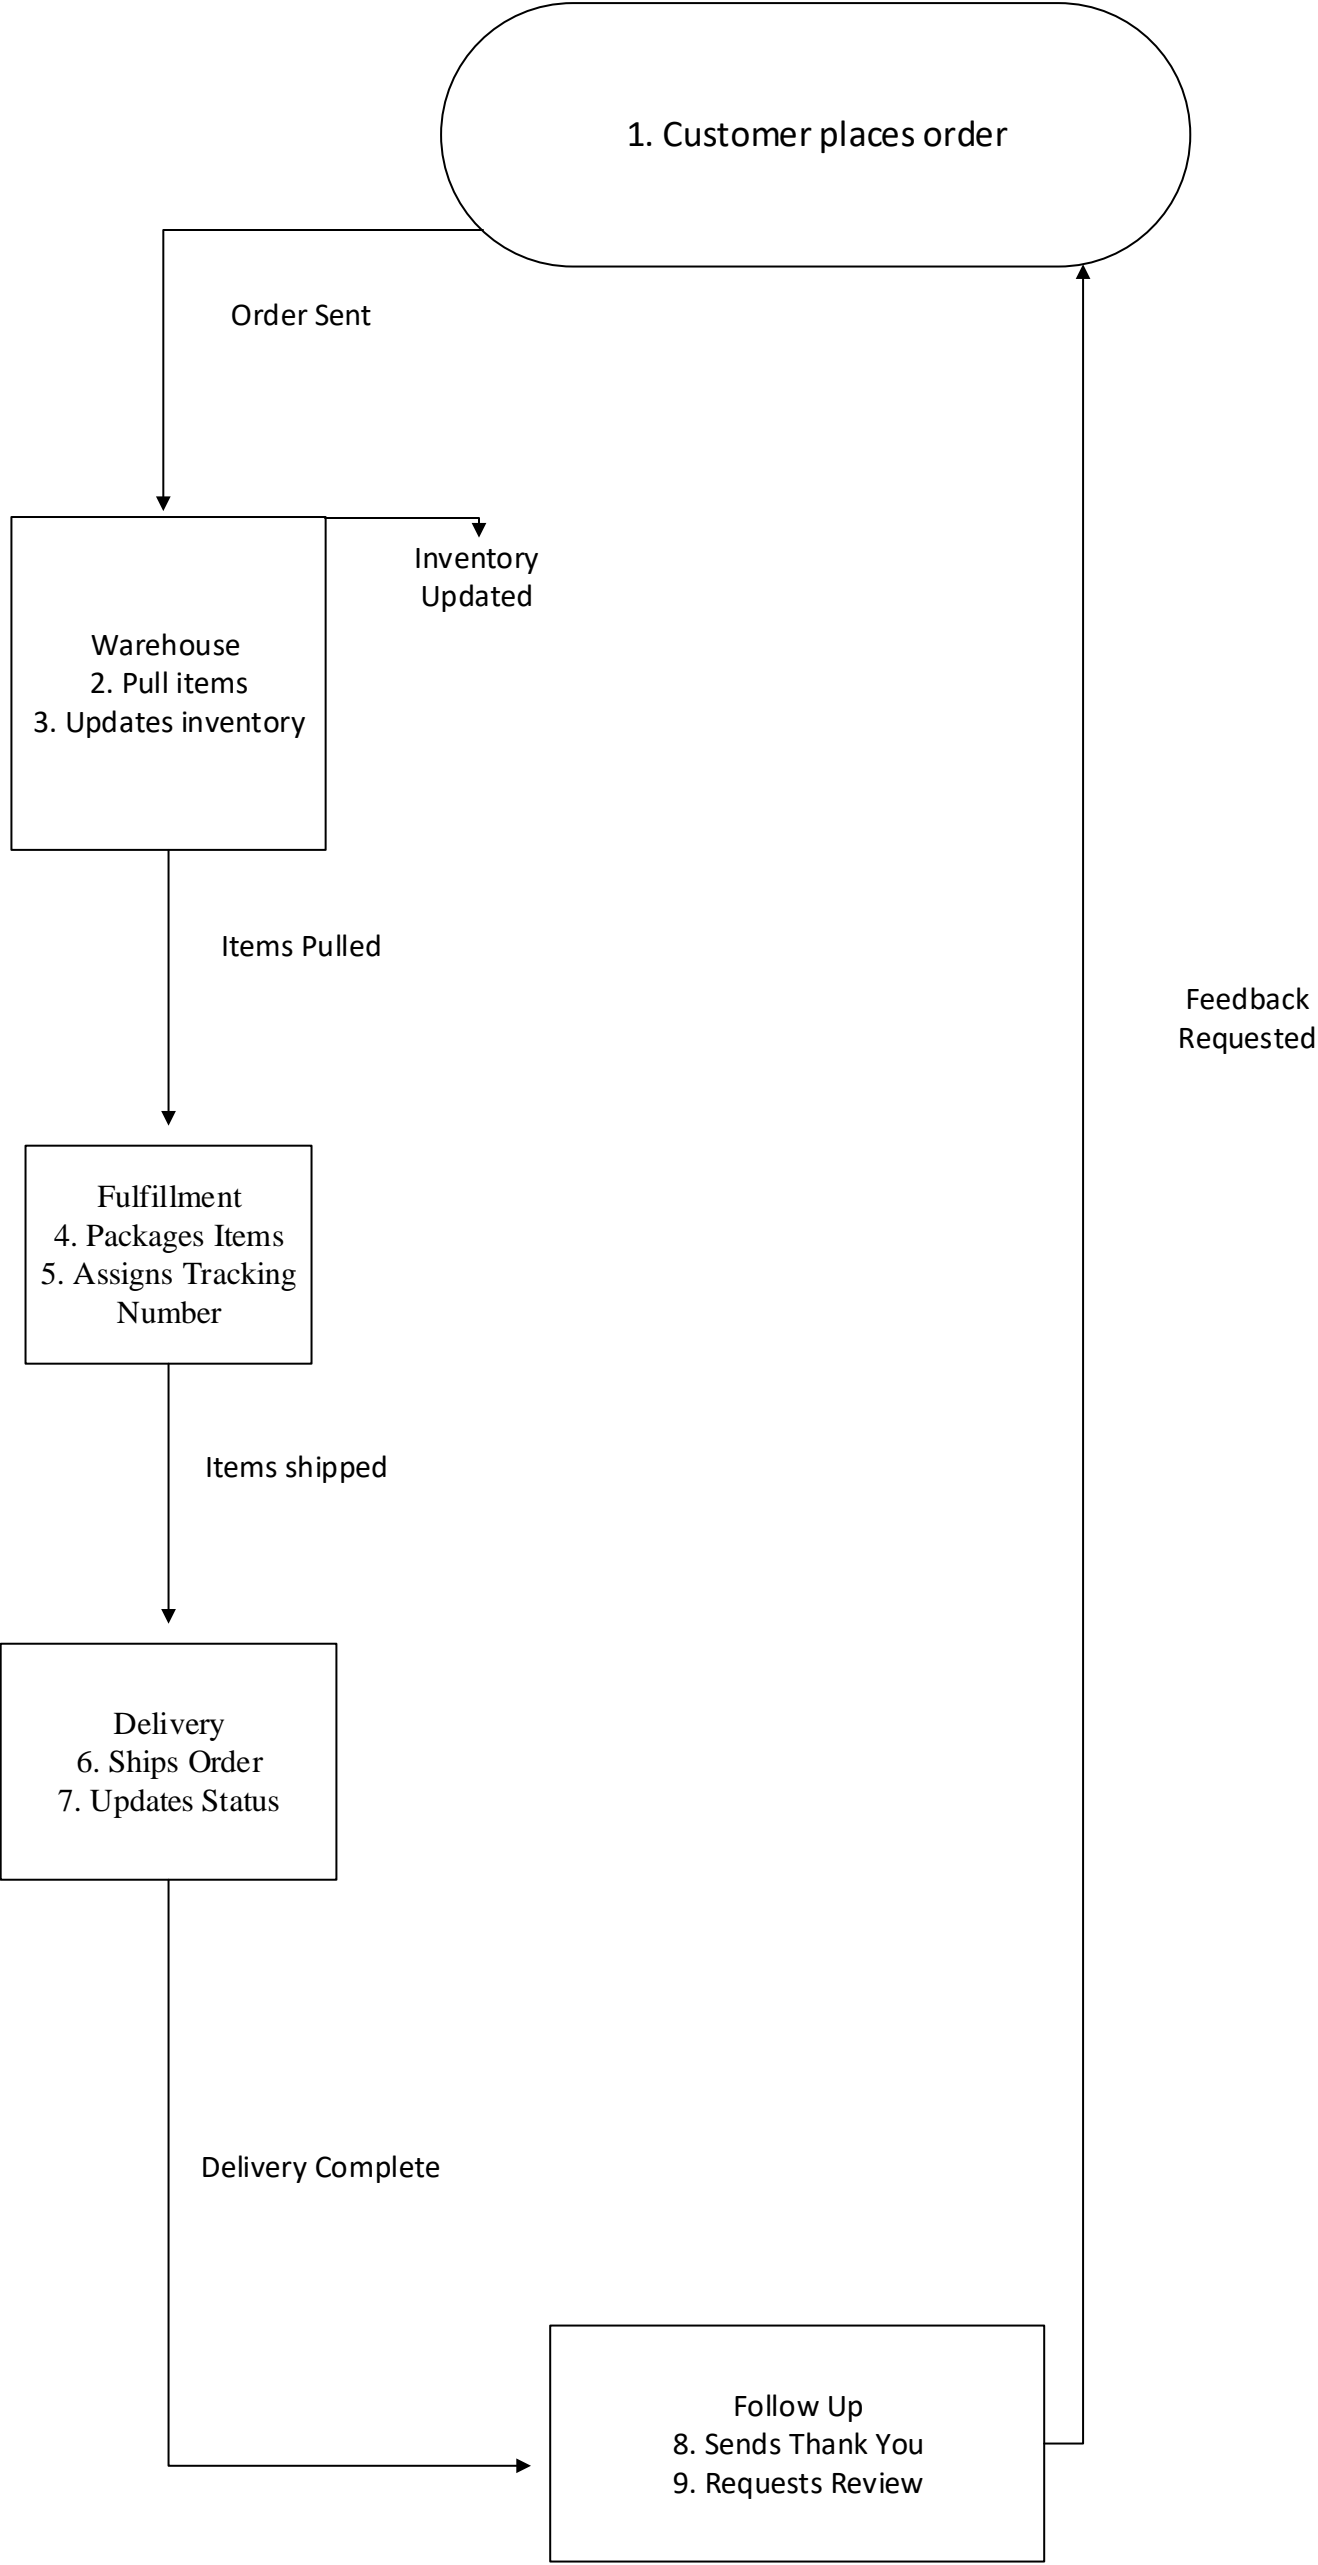 1. Customer places order
Order Sent
Inventory
Updated
Warehouse
2. Pull items
3. Updates inventory
Items Pulled
Feedback
Requested
Fulfillment
4. Packages Items
5. Assigns Tracking
Number
Items shipped
Delivery
6. Ships Order
7. Updates Status
Delivery Complete
Follow Up
8. Sends Thank You
9. Requests Review